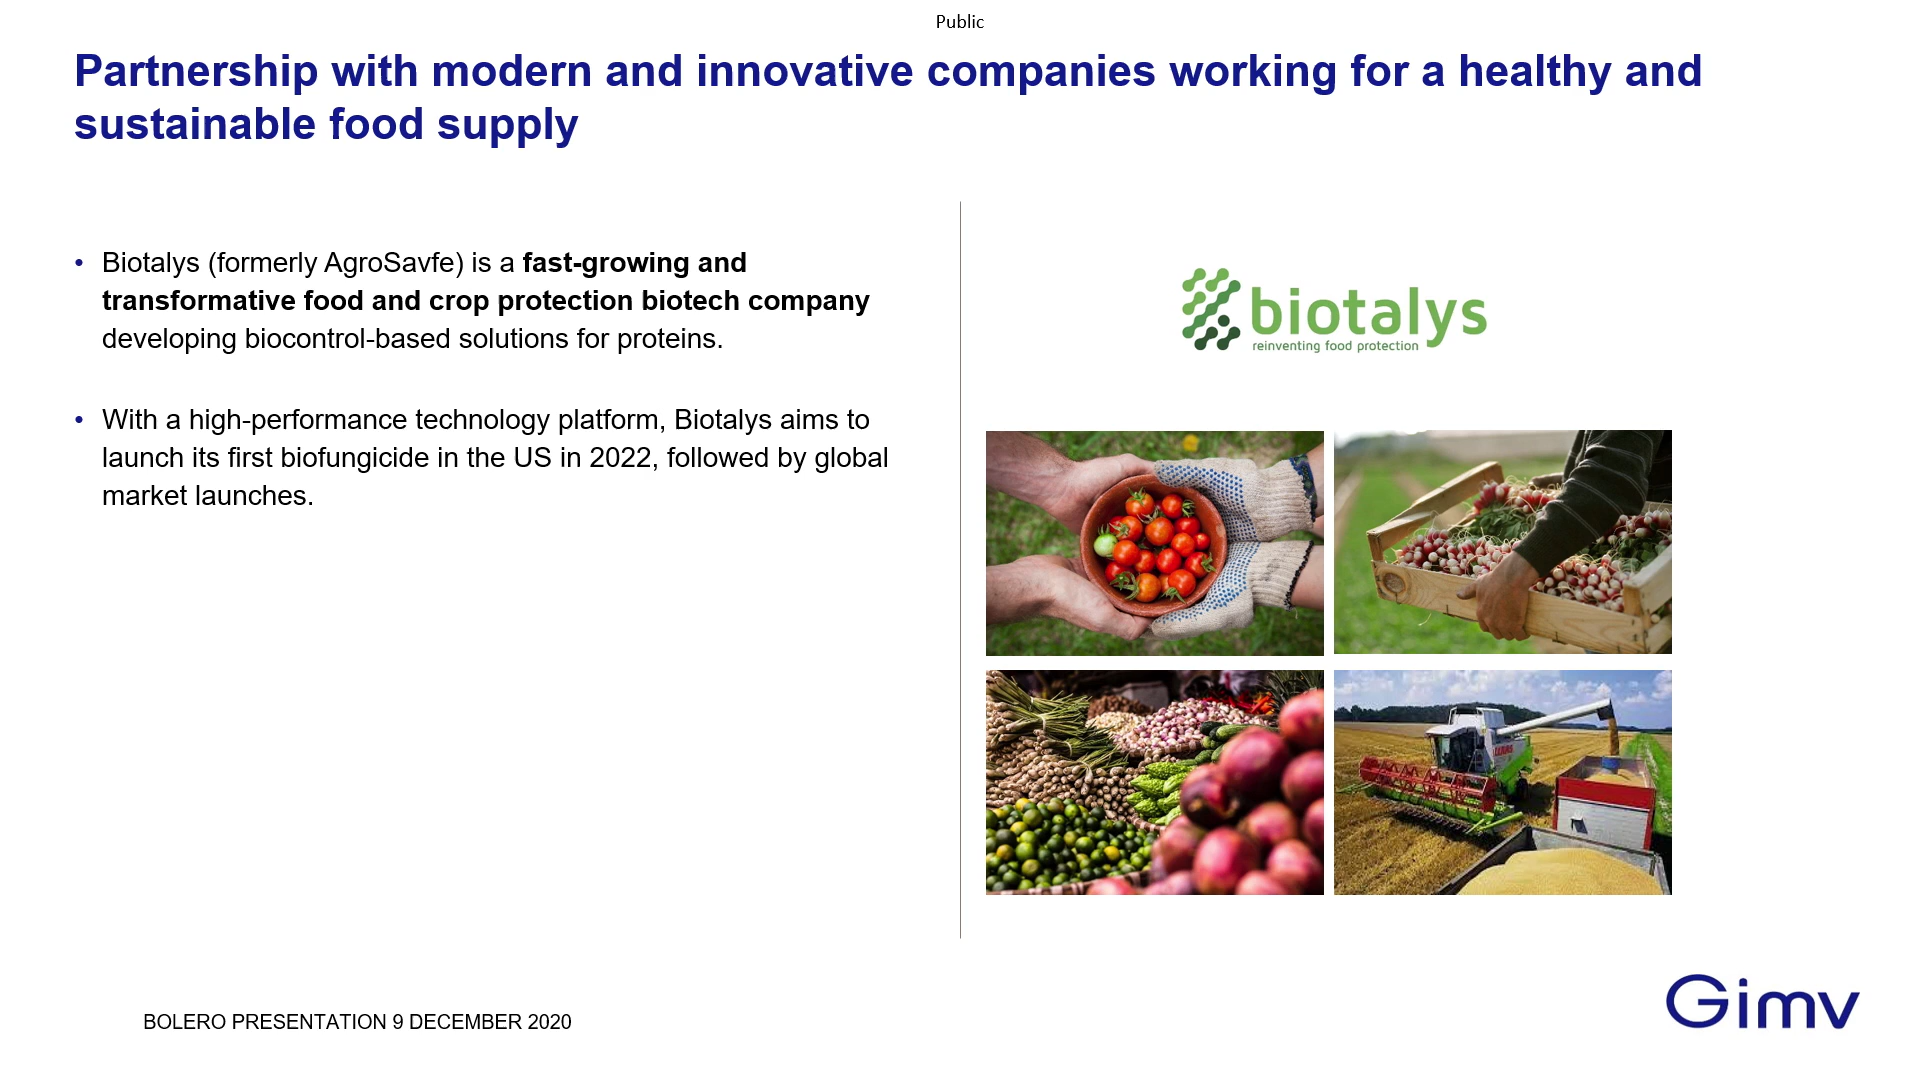 Public
Partnership with modern and innovative companies working for a healthy and
sustainable food supply
• Biotalys (formerly AgroSavfe) is a fast-growing and
transformative food and crop protection biotech company
developing biocontrol-based solutions for proteins.
• With a high-performance technology platform, Biotalys aims to
launch its first biofungicide in the US in 2022, followed by global
market launches.
biotalys
reinventing food protection
CLAAS
BOLERO PRESENTATION 9 DECEMBER 2020
Gimv